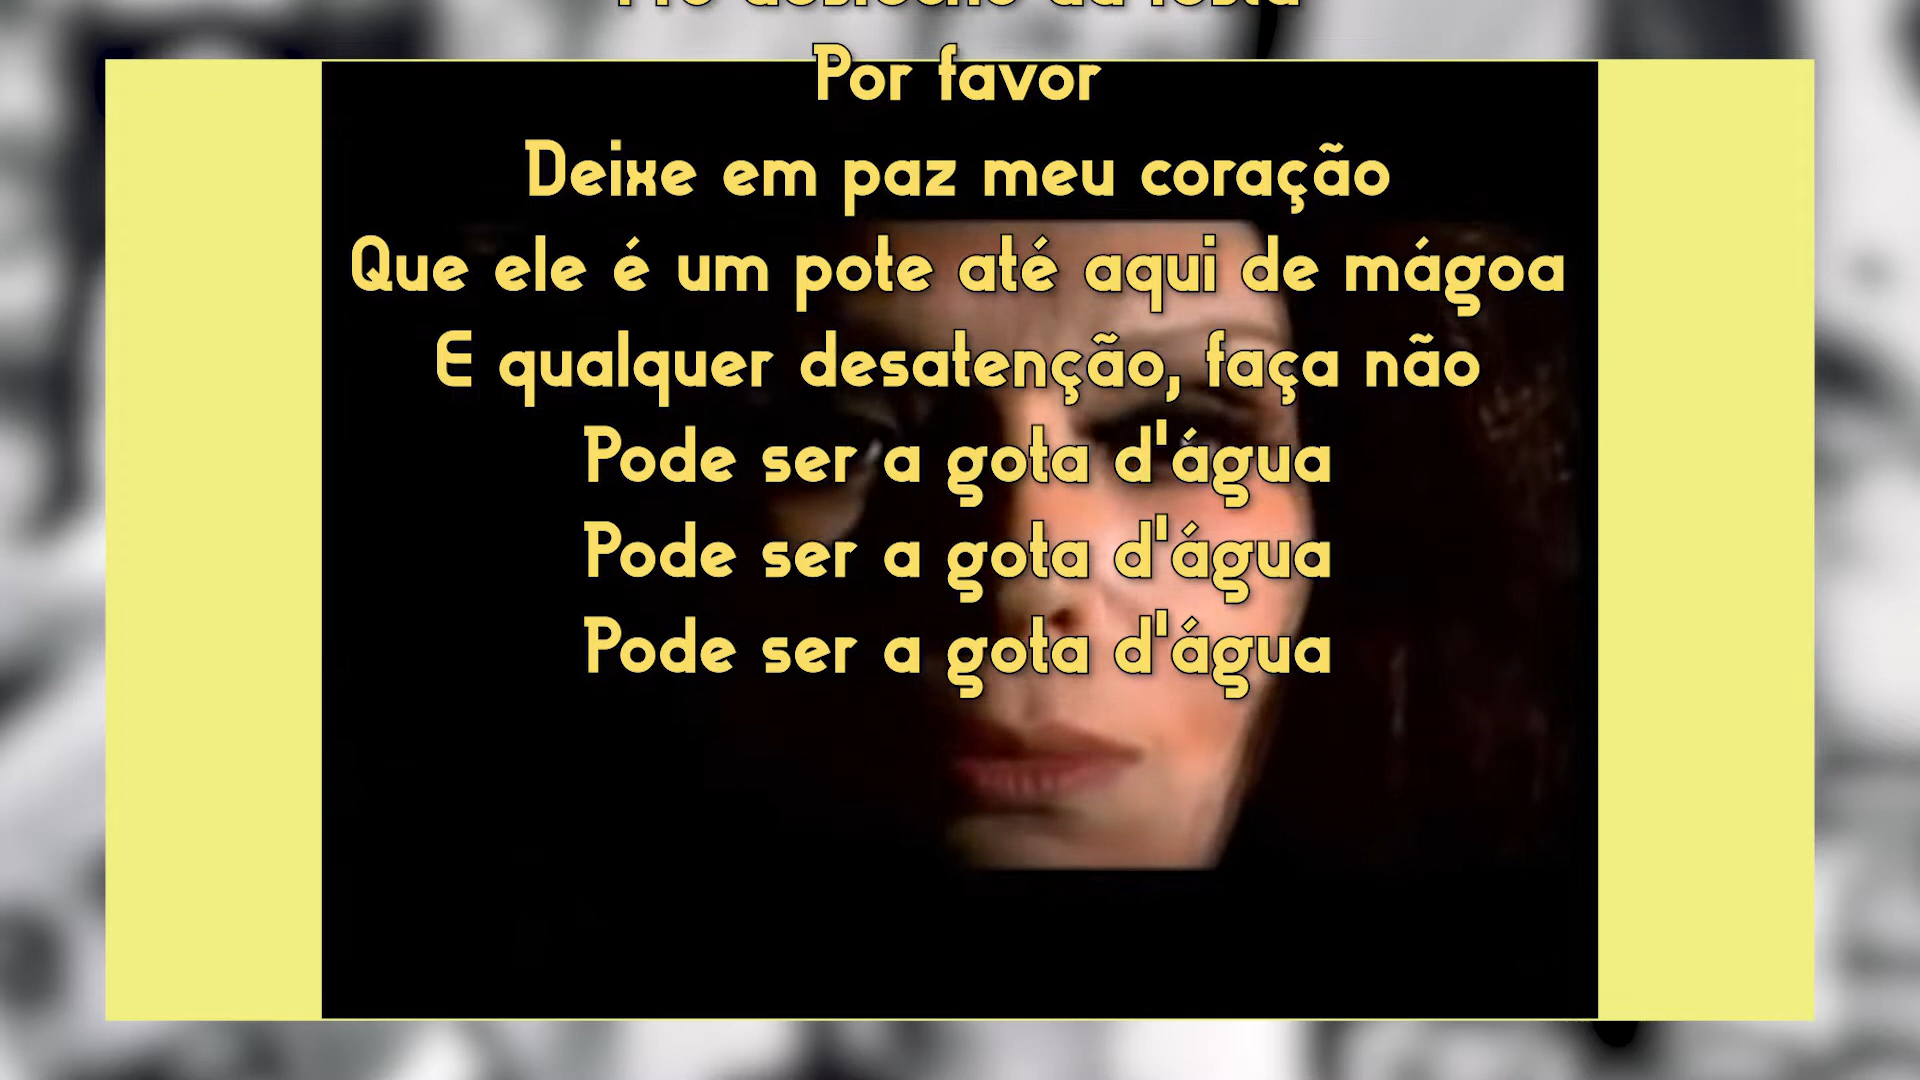 Por favor
Deixe em paz meu coração
Que ele é um pote até aqui de mágoa
E qualquer desatenção, faça não
Pode ser a gota d'água
Pode ser a gota d'água
Pode ser a gota d'água